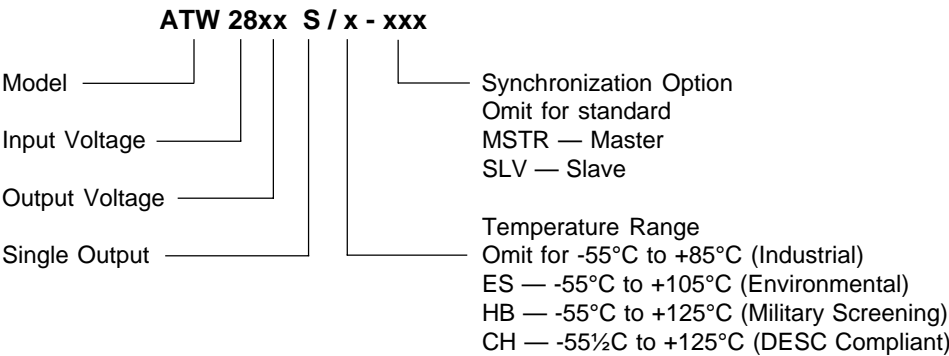 ATW 28xx S / x - xxx
Model
Input Voltage
Output Voltage
Single Output
Synchronization Option
Omit for standard
MSTR — Master
SLV — Slave
Temperature Range
Omit for -55°C to +85°C (Industrial)
ES — -55°C to +105°C (Environmental)
HB — -55°C to +125°C (Military Screening)
CH — -55½C to +125°C (DESC Compliant)